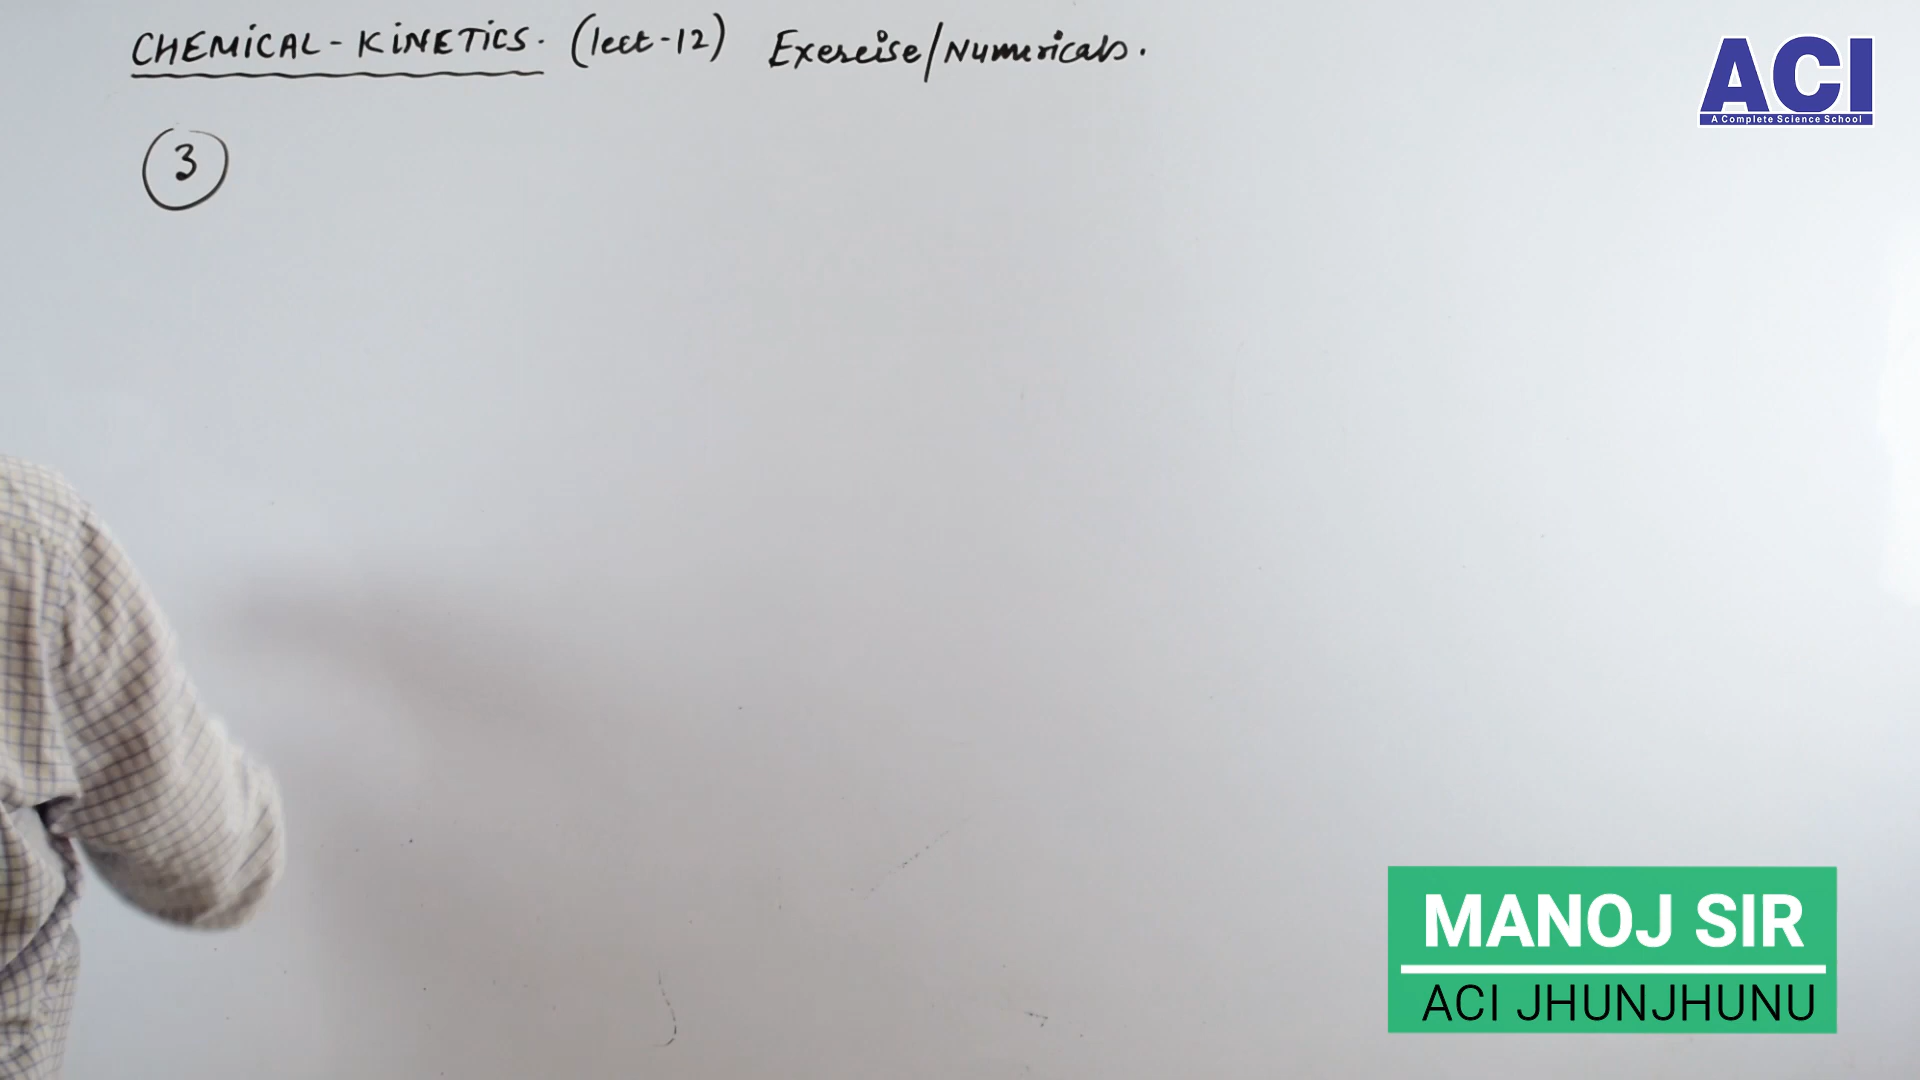 CHEMICAL-KINETICS. (lect-12) Exercise/Numericals.
3
ACI
A Complete Science School
MANOJ SIR
ACI JHUNJHUNU